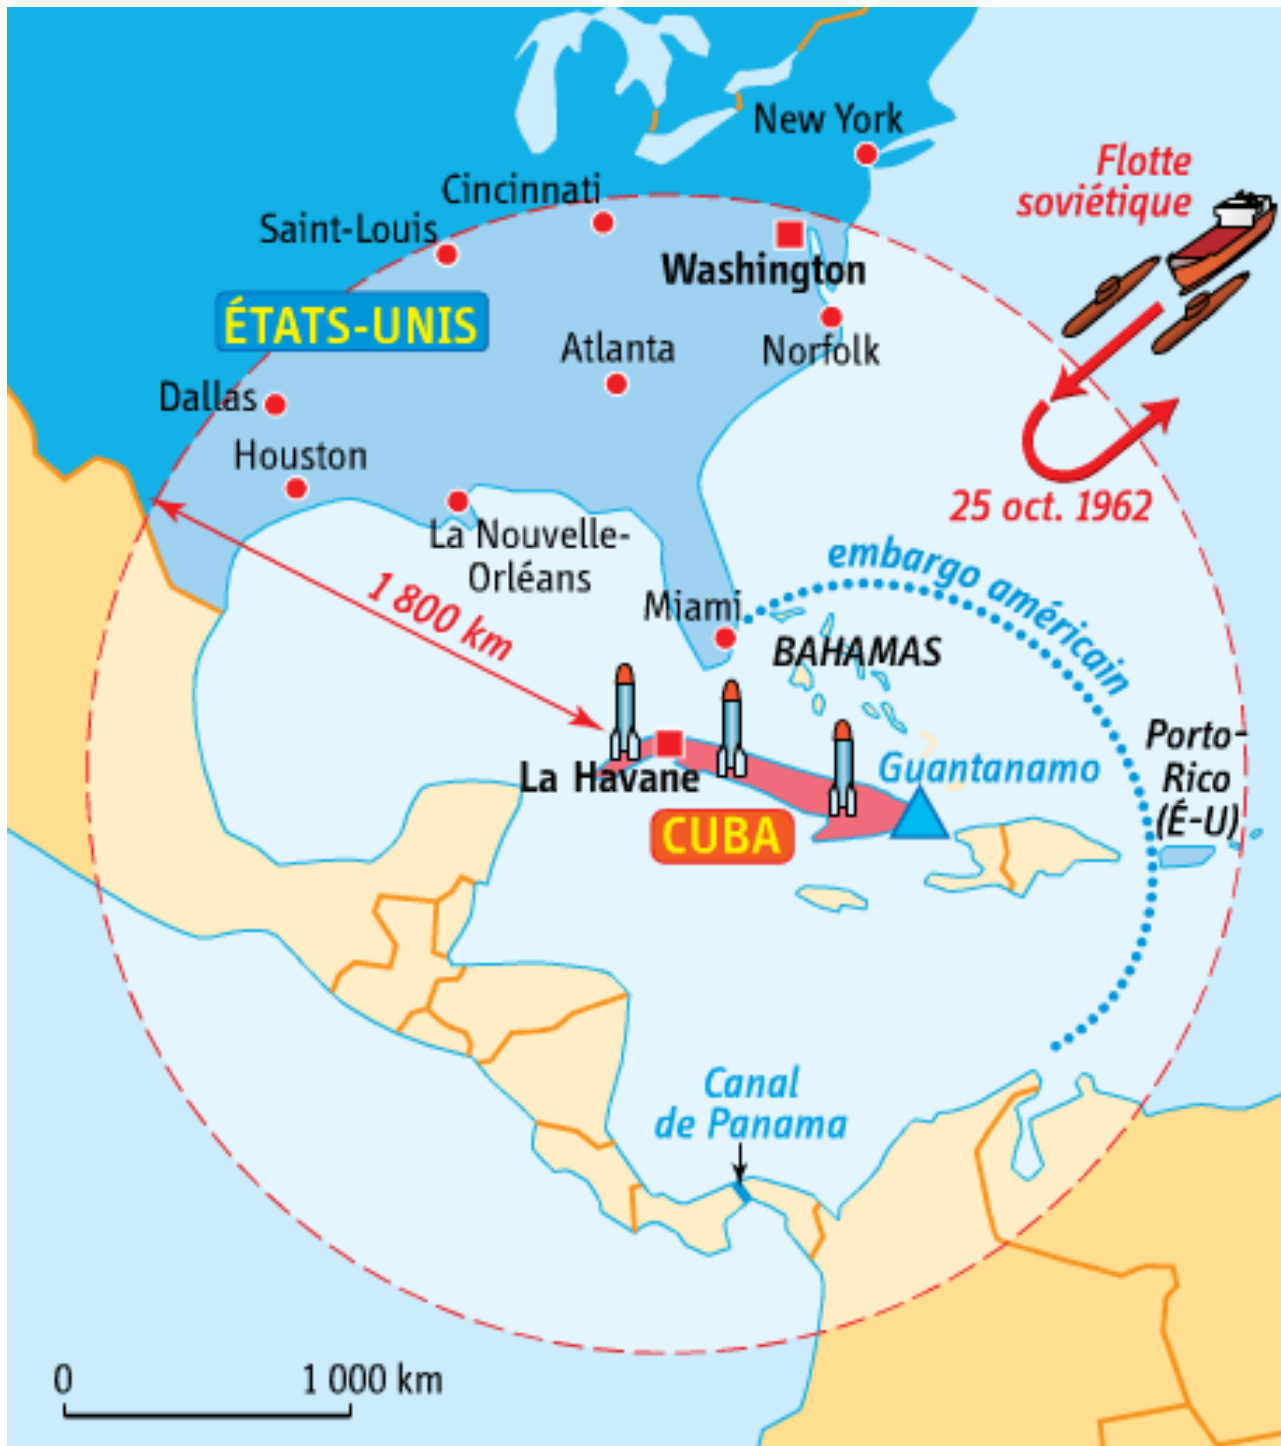 New York
Flotte
soviétique
Cincinnati
Saint-Louis
Washington
ÉTATS-UNIS
Atlanta
Norfolk
Dallas
Houston
25 oct. 1962
La Nouvelle-
Orléans
embargo américain
1 800 km
Miami
BAHAMAS
Porto-
Rico
(É-U)
La Havane
Guantanamo
CUBA
Canal
de Panama
0 1 000 km